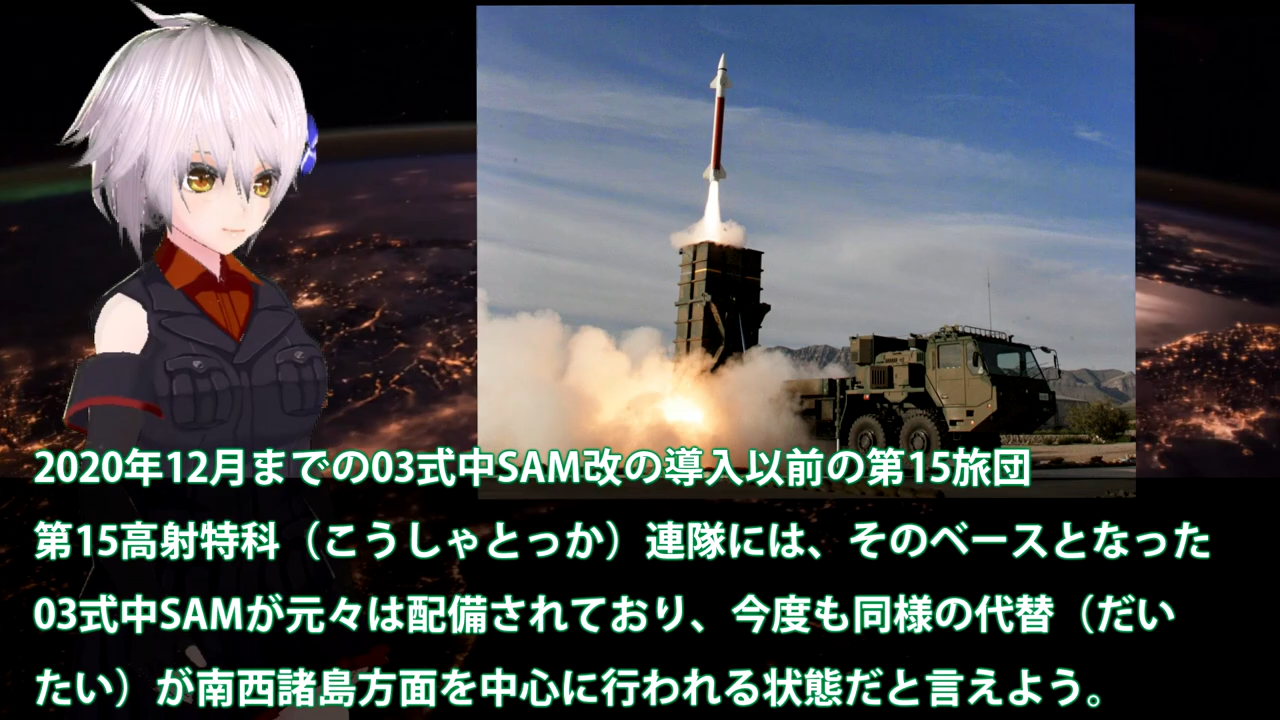 2020年12月までの03式中SAM改の導入以前の第15旅団
第15高射特科（こうしゃとっか）連隊には、そのベースとなった
03式中SAMが元々は配備されており、今度も同様の代替（だい
たい）が南西諸島方面を中心に行われる状態だと言えよう。